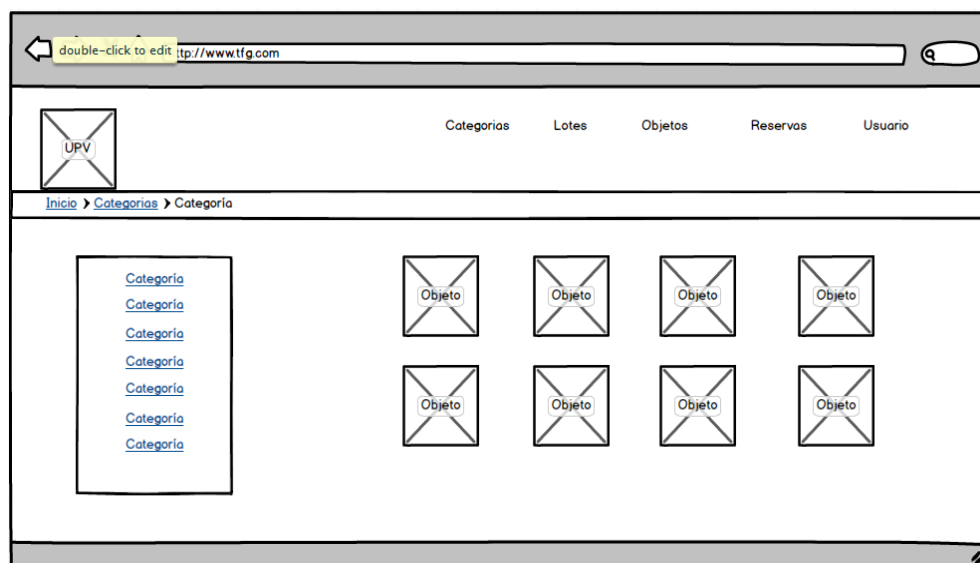 double-click to edit
ttp://www.tfg.com
Categorias Lotes Objetos Reservas Usuario
UPV
Inicio Categorias Categoría
Categoría
Categoría
Categoría
Categoría
Categoría
Categoría
Categoría
Objeto Objeto Objeto Objeto
Objeto Objeto Objeto Objeto